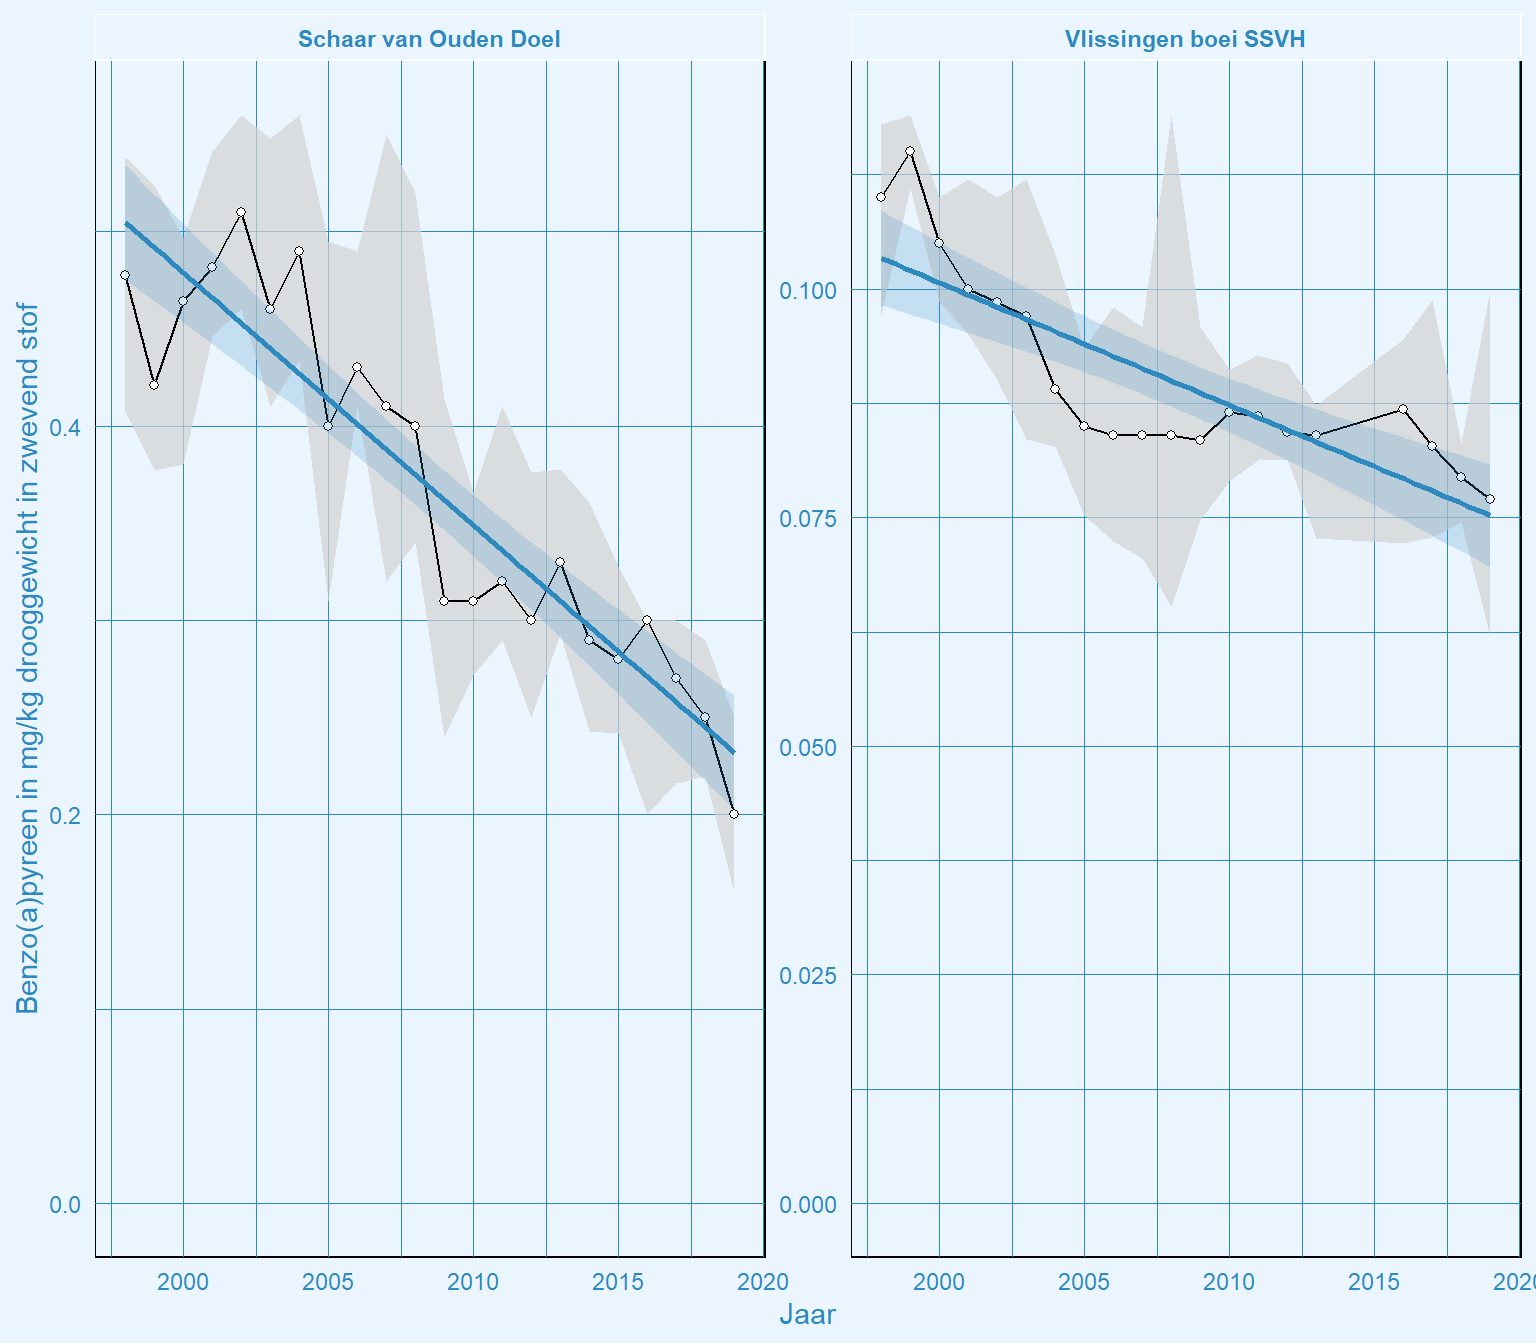 Schaar van Ouden Doel
Vlissingen boei SSVH
Benzo(a)pyreen in mg/kg drooggewicht in zwevend stof
0.4
0.2
0.0
0.100
0.075
0.050
0.025
0.000
2000 2005 2010 2015 2020
2000 2005 2010 2015 2020
Jaar